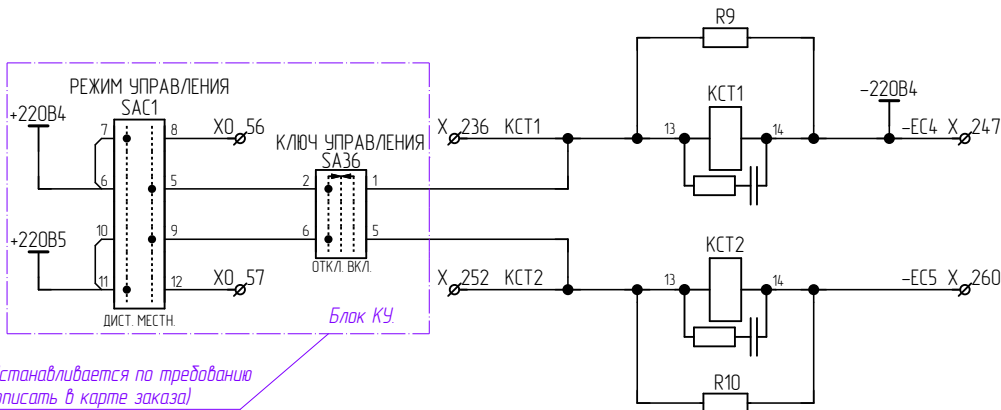 R9
РЕЖИМ УПРАВЛЕНИЯ
SAC1
+220В4
7
8
ХО 56
6
5
КЛЮЧ УПРАВЛЕНИЯ
SA36
2
1
X 236 КСТ1
13
КСТ1
14
-220В4
-ЕС4 X 247
10
9
+220В5
11
12
ХО 57
6
5
ОТКЛ. ВКЛ.
ДИСТ. МЕСТН.
Блок КУ.
X 252 КСТ2
13
КСТ2
14
-ЕС5 X 260
R10
станавливается по требованию
описать в карте заказа)